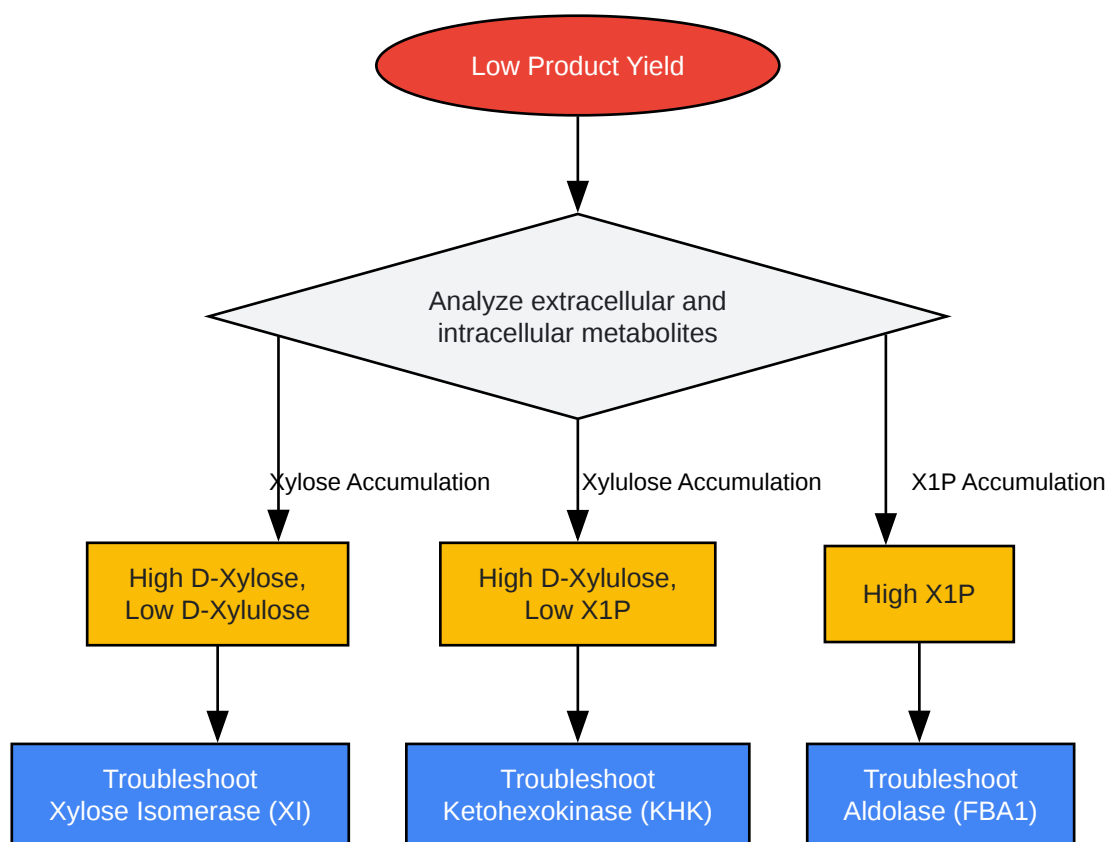 Low Product Yield
Analyze extracellular and
intracellular metabolites
Xylose Accumulation
Xylulose Accumulation
X1P Accumulation
High D-Xylose,
Low D-Xylulose
High D-Xylulose,
Low X1P
High X1P
Troubleshoot
Xylose Isomerase (XI)
Troubleshoot
Ketohexokinase (KHK)
Troubleshoot
Aldolase (FBA1)